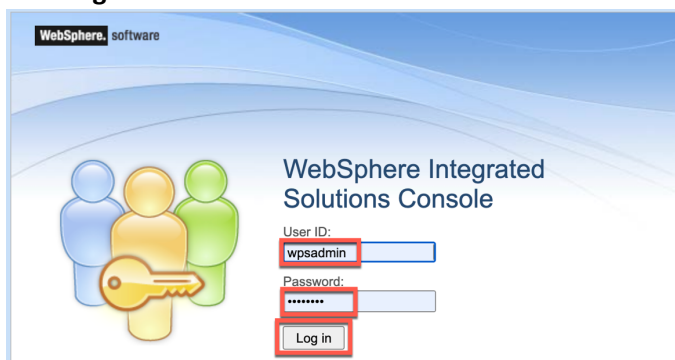 WebSphere. software
WebSphere Integrated
Solutions Console
User ID:
wpsadmin
Password:
••••••••
Log in